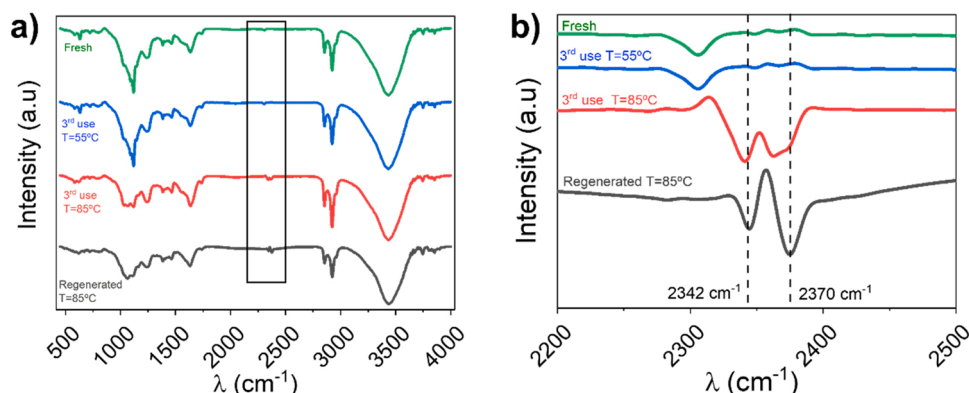 a)
Intensity (a.u)
Fresh
3rd use
T=55ºC
3rd use
T=85ºC
Regenerated
T=85ºC
500
1000
1500
2000
2500
3000
3500
4000
λ (cm-1)
b)
Intensity (a.u)
Fresh
3rd use T=55ºC
3rd use T=85ºC
Regenerated T=85ºC
2342 cm-1
2370 cm-1
2200
2300
2400
2500
λ (cm-1)